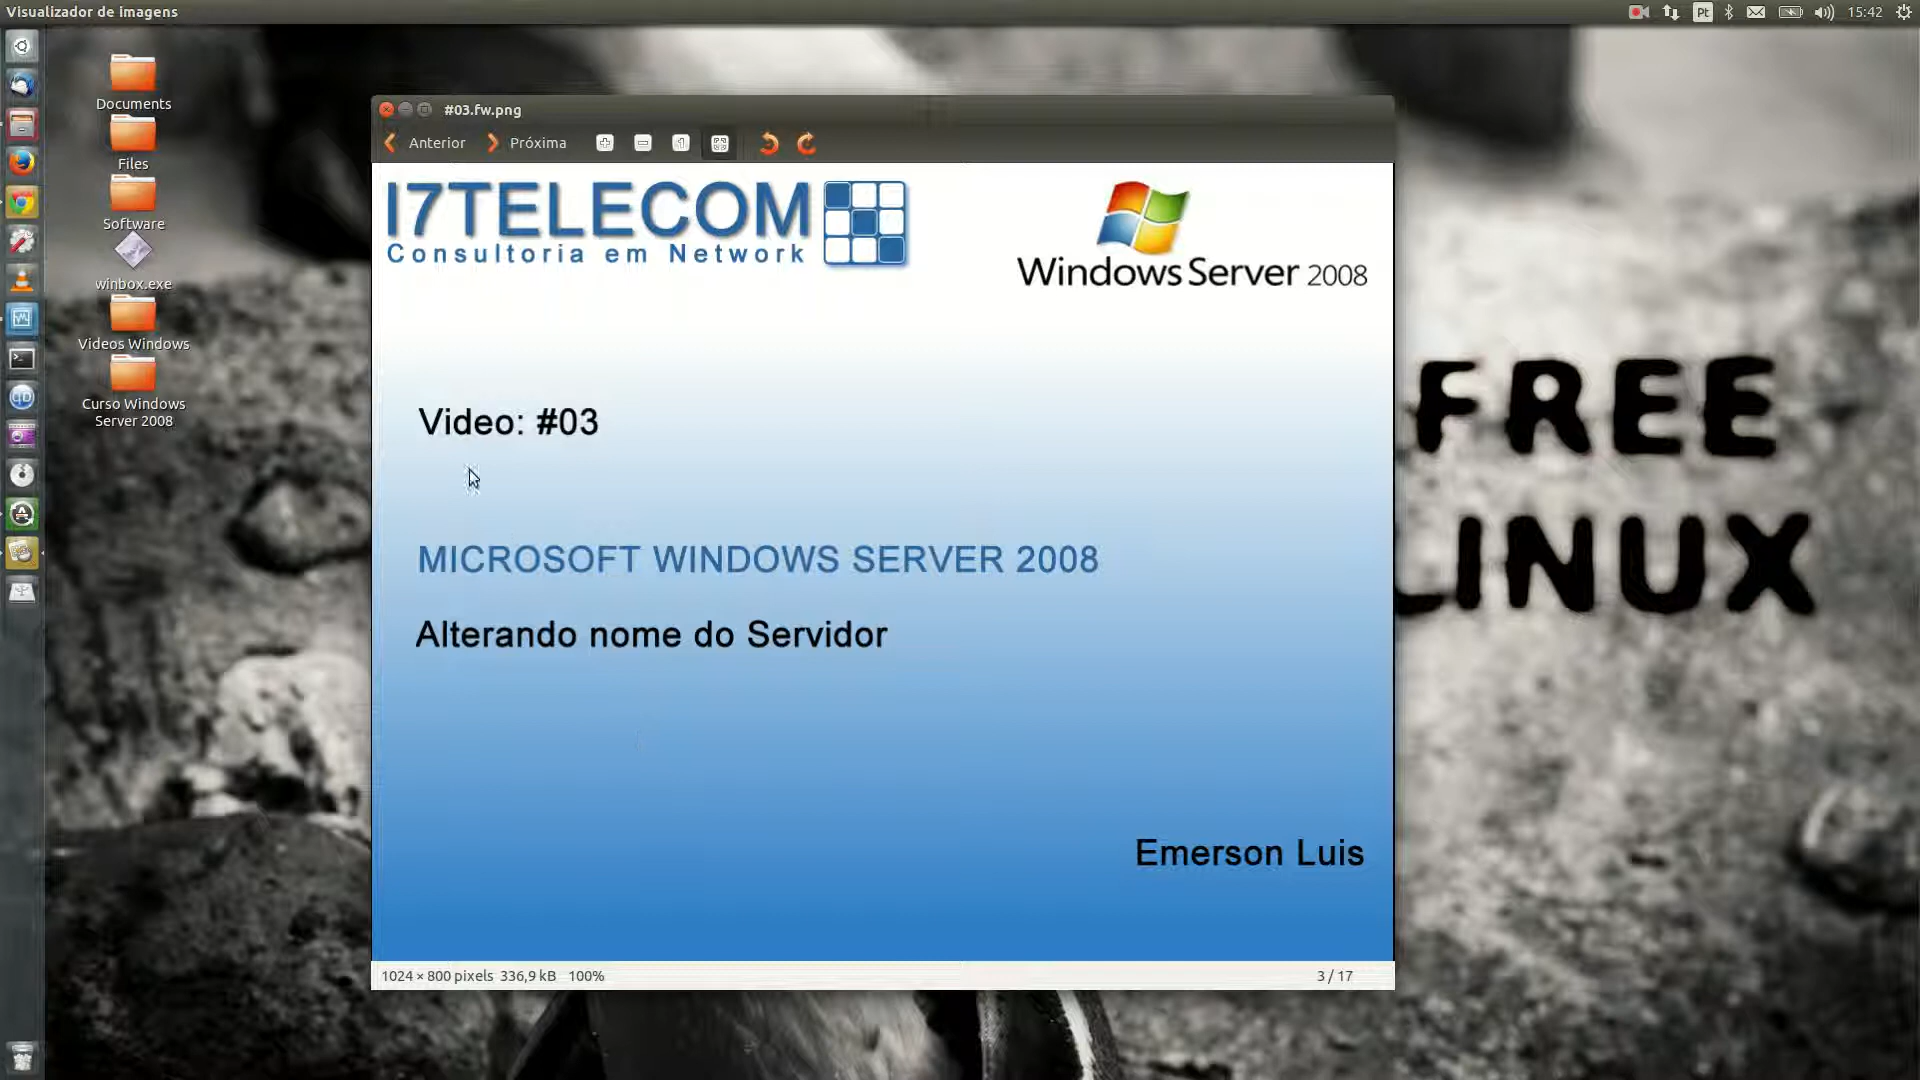 Visualizador de imagens
Pt
15:42
Documents
Files
Software
winbox.exe
Videos Windows
Curso Windows
Server 2008
#03.fw.png
Anterior
Próxima
I7TELECOM
Consultoria em Network
Windows Server 2008
Video: #03
MICROSOFT WINDOWS SERVER 2008
Alterando nome do Servidor
Emerson Luis
1024 × 800 pixels 336,9 kB 100%
3 / 17
FREE
LINUX